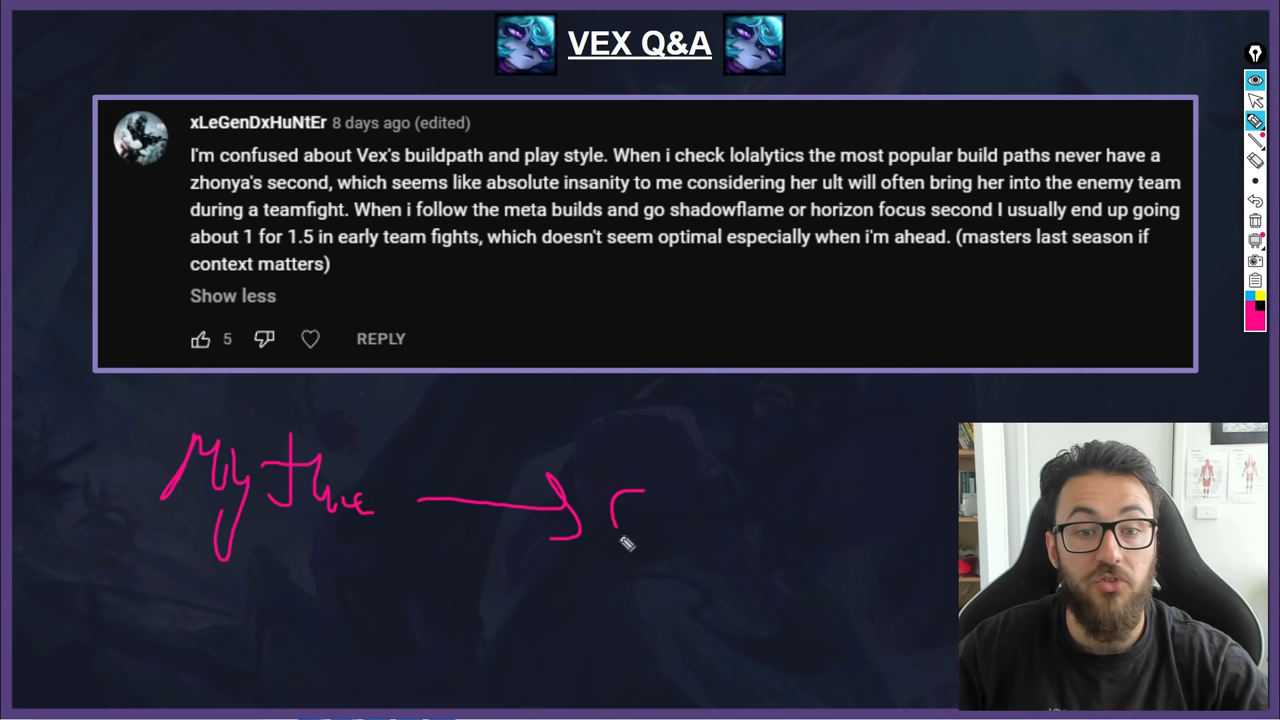 VEX Q&A
xLeGenDxHuNtEr 8 days ago (edited)
I'm confused about Vex's buildpath and play style. When i check lolalytics the most popular build paths never have a
zhonya's second, which seems like absolute insanity to me considering her ult will often bring her into the enemy team
during a teamfight. When i follow the meta builds and go shadowflame or horizon focus second I usually end up going
about 1 for 1.5 in early team fights, which doesn't seem optimal especially when i'm ahead. (masters last season if
context matters)
Show less
5 REPLY